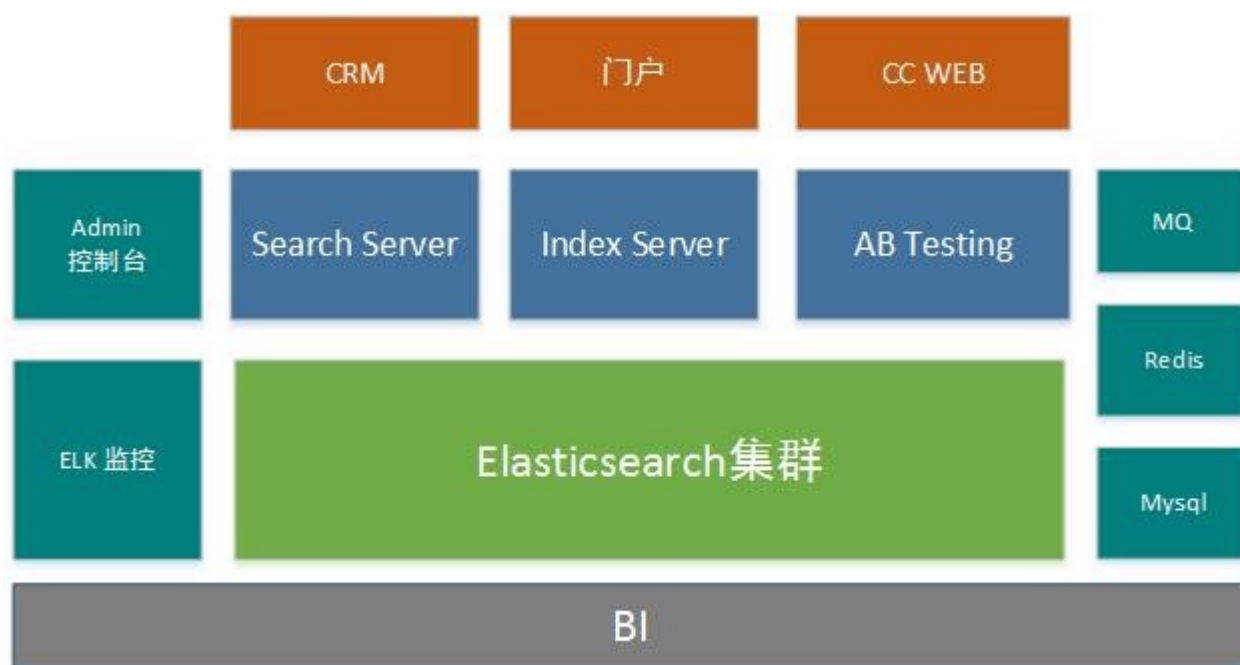 CRM
门户
CC WEB
Admin
控制台
Search Server
Index Server
AB Testing
MQ
Redis
ELK 监控
Elasticsearch集群
Mysql
BI